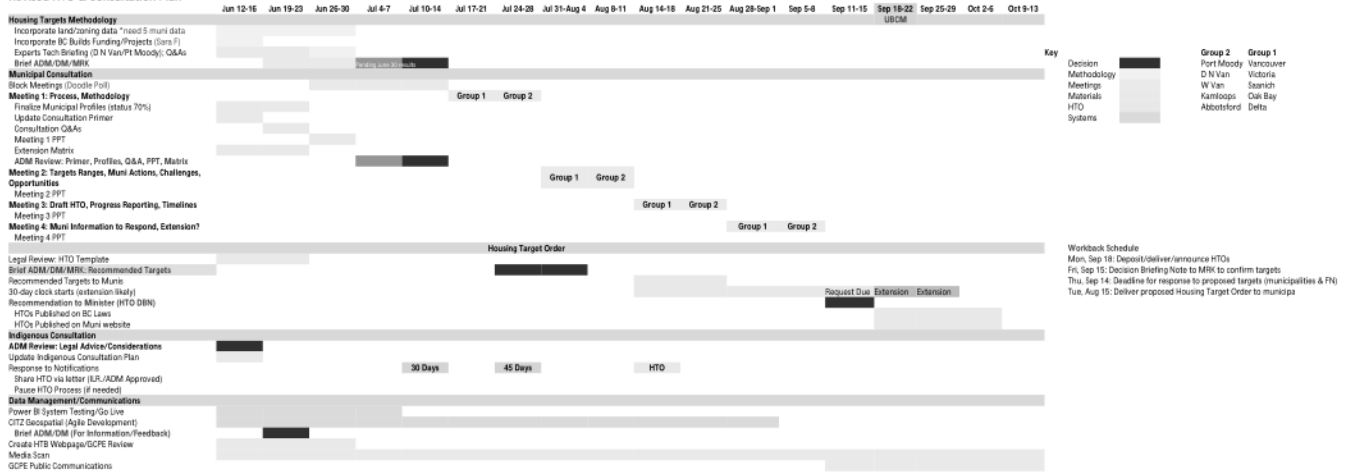 Jun 12-16 Jun 19-23 Jun 26-30 Jul 4-7 Jul 10-14 Jul 24-28 Jul 31-Aug 4 Aug 8-11 Aug 14-18 Aug 21-25 Aug 28-Sep 1 Sep 5-8 Sep 11-15 Sep 18-22 Sep 25-29 Oct 2-6 Oct 9-13
Housing Targets Methodology UBCM
Incorporate land/zoning data *need 5 muni data
Incorporate BC Builds Funding/Projects (Sara F)
Experts Tech Briefing (D N Van/Pt Moody); Q&As
Brief ADM/DM/MRK Pending June 30 results
Municipal Consultation
Block Meetings (Doodle Poll)
Meeting 1: Process, Methodology Group 1 Group 2
Finalize Municipal Profiles (status 70%)
Update Consultation Primer
Consultation Q&As
Meeting 1 PPT
Extension Matrix
ADM Review: Primer, Profiles, Q&A, PPT, Matrix
Meeting 2: Targets Ranges, Muni Actions, Challenges,
Opportunities Group 1 Group 2
Meeting 2 PPT
Meeting 3: Draft HTO, Progress Reporting, Timelines Group 1 Group 2
Meeting 3 PPT
Meeting 4: Muni Information to Respond, Extension? Group 1 Group 2
Meeting 4 PPT
Housing Target Order
Legal Review: HTO Template
Brief ADM/DM/MRK: Recommended Targets
Recommended Targets to Munis
30-day clock starts (extension likely) Request Due Extension Extension
Recommendation to Minister (HTO DBN)
HTOs Published on BC Laws
HTOs Published on Muni website
Indigenous Consultation
ADM Review: Legal Advice/Considerations
Update Indigenous Consultation Plan
Response to Notifications 30 Days 45 Days HTO
Share HTO via letter (ILR./ADM Approved)
Pause HTO Process (if needed)
Data Management/Communications
Power BI System Testing/Go Live
CITZ Geospatial (Agile Development)
Brief ADM/DM (For Information/Feedback)
Create HTB Webpage/GCPE Review
Media Scan
GCPE Public Communications
Key Group 2 Group 1
Decision Port Moody Vancouver
Methodology D N Van Victoria
Meetings W Van Saanich
Materials Kamloops Oak Bay
HTO Abbotsford Delta
Systems
Workback Schedule
Mon, Sep 18: Deposit/deliver/announce HTOs
Fri, Sep 15: Decision Briefing Note to MRK to confirm targets
Thu, Sep 14: Deadline for response to proposed targets (municipalities & FN)
Tue, Aug 15: Deliver proposed Housing Target Order to municipa